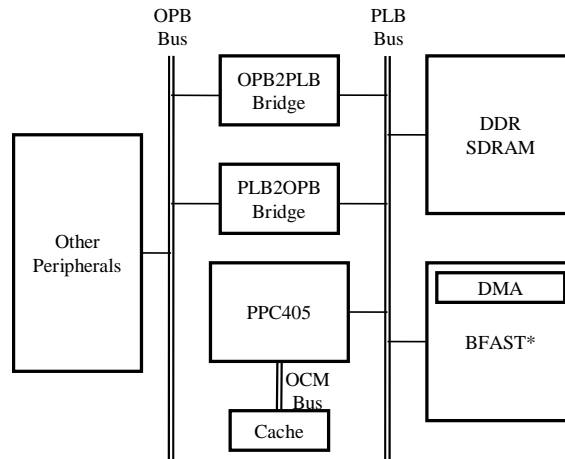 OPB
Bus
PLB
Bus
OPB2PLB
Bridge
DDR
SDRAM
PLB2OPB
Bridge
Other
Peripherals
PPC405
DMA
BFAST*
OCM
Bus
Cache